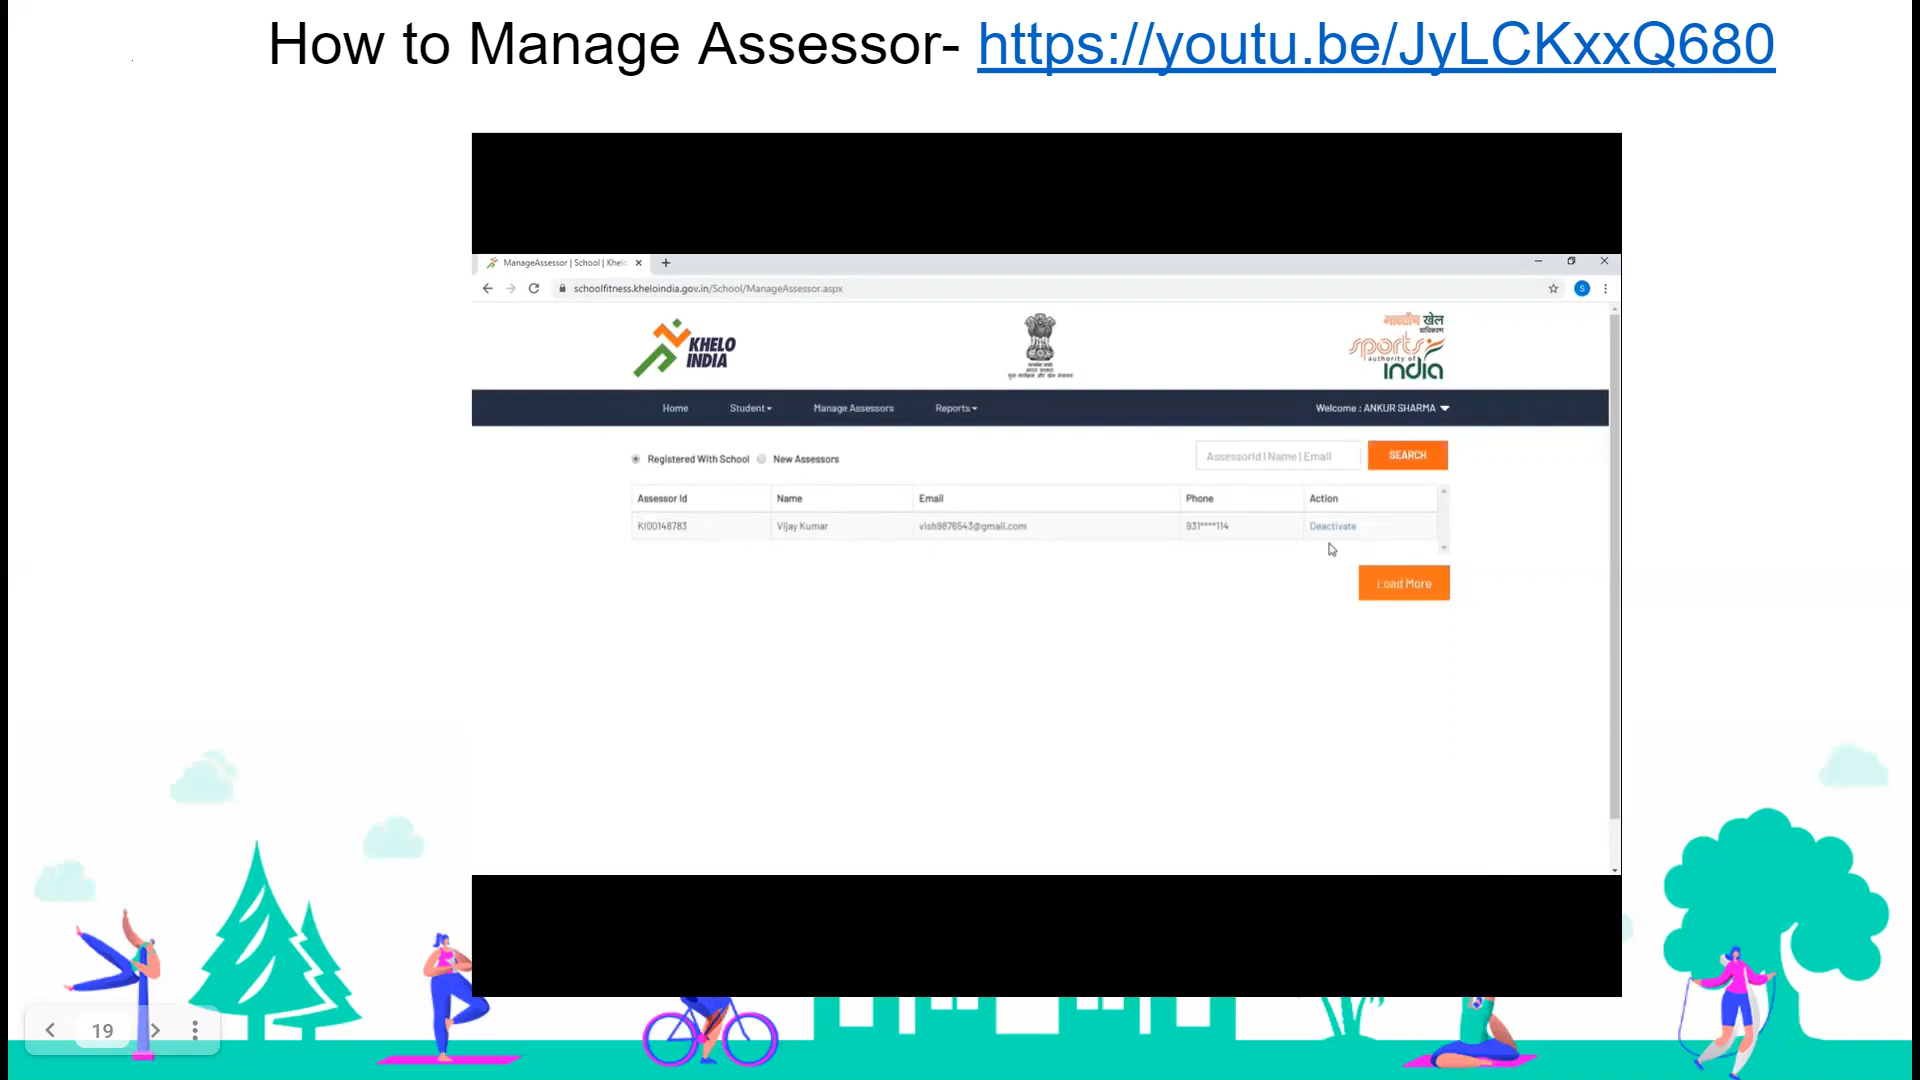 How to Manage Assessor- https://youtu.be/JyLCKxxQ680
ManageAssessor | School | Khel
schoolfitness.kheloindia.gov.in/School/ManageAssessor.aspx
S
KHELO
INDIA
भारतीय खेल
प्राधिकरण
sports
authority of
india
Home Student Manage Assessors Reports Welcome : ANKUR SHARMA
Registered With School New Assessors AssessorId | Name | Email SEARCH
Assessor Id Name Email Phone Action
KI00148783 Vijay Kumar vish9876543@gmail.com 931****114 Deactivate
Load More
19